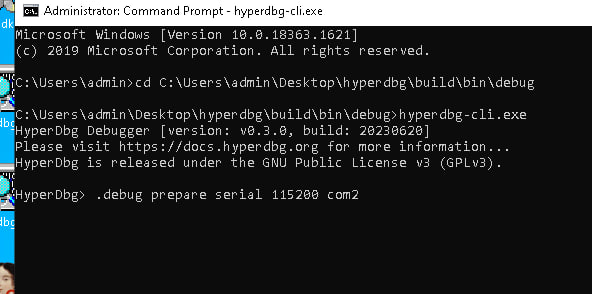 Administrator: Command Prompt - hyperdbg-cli.exe
Microsoft Windows [Version 10.0.18363.1621]
(c) 2019 Microsoft Corporation. All rights reserved.
C:\Users\admin>cd C:\Users\admin\Desktop\hyperdbg\build\bin\debug
C:\Users\admin\Desktop\hyperdbg\build\bin\debug>hyperdbg-cli.exe
HyperDbg Debugger [version: v0.3.0, build: 20230620]
Please visit https://docs.hyperdbg.org for more information...
HyperDbg is released under the GNU Public License v3 (GPLv3).
HyperDbg> .debug prepare serial 115200 com2